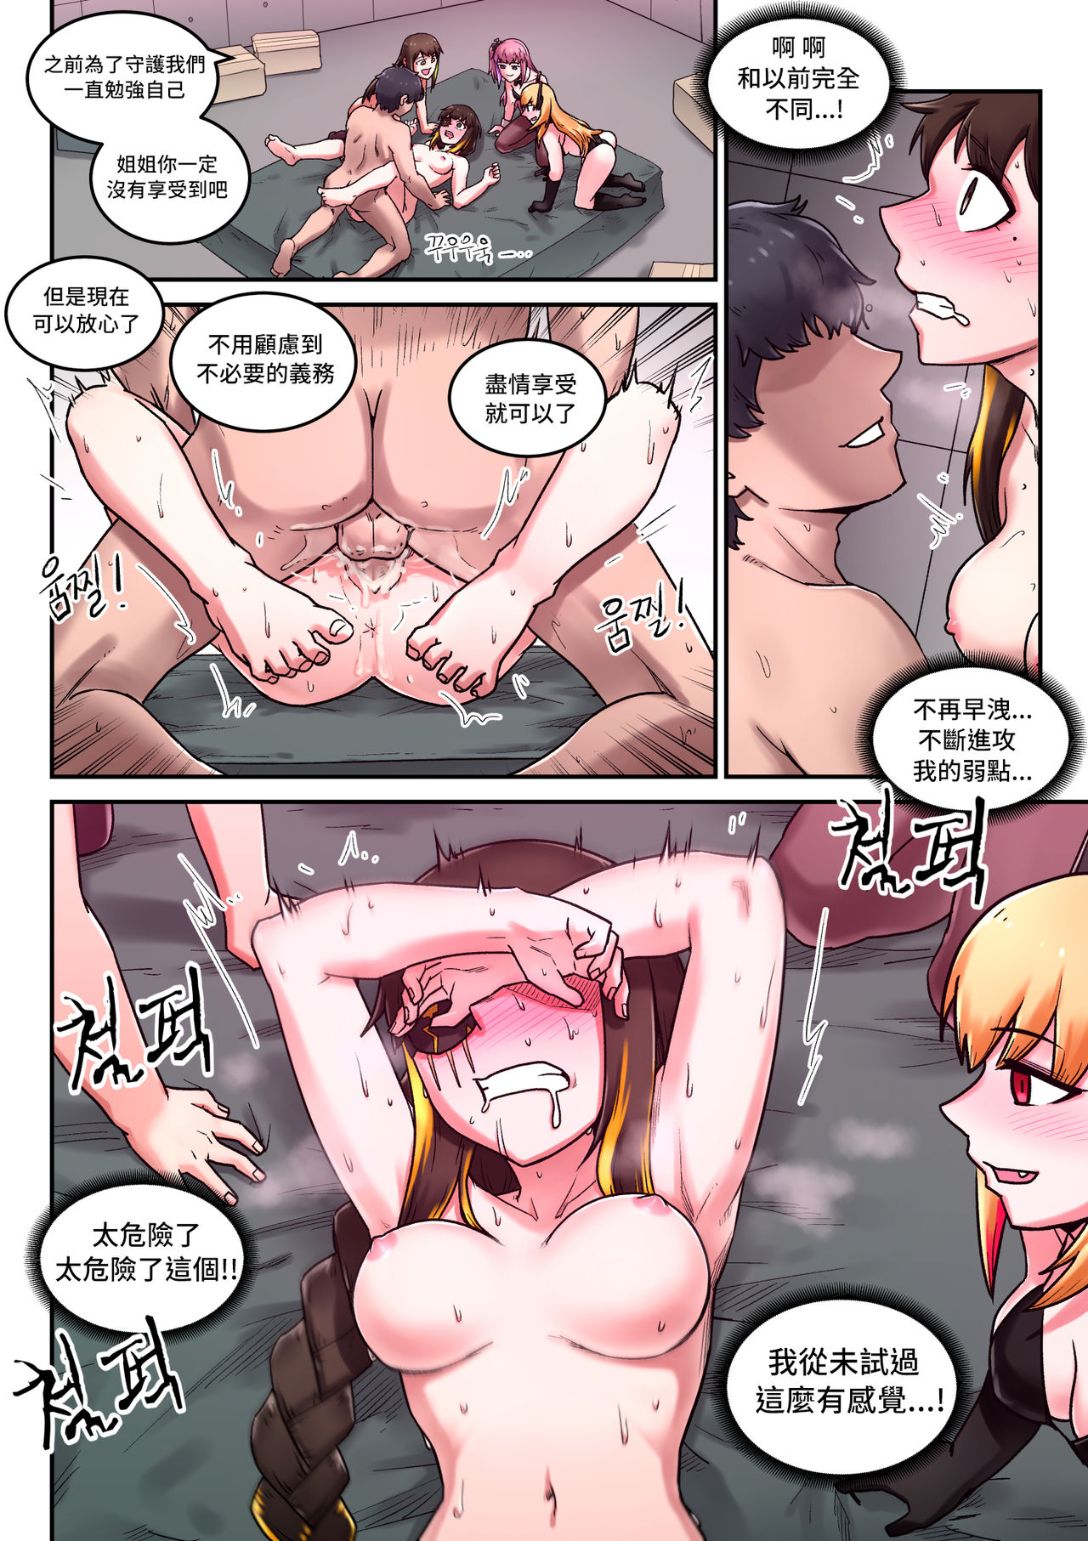 之前為了守護我們
一直勉強自己
姐姐你一定
沒有享受到吧
꾸우우욱ㅡ...
啊 啊
和以前完全
不同...!
但是現在
可以放心了
不用顧慮到
不必要的義務
盡情享受
就可以了
움찔!
움찔!
不再早洩...
不斷進攻
我的弱點...
철퍽
철퍽
太危險了
太危險了這個!!
철퍽
我從未試過
這麼有感覺...!